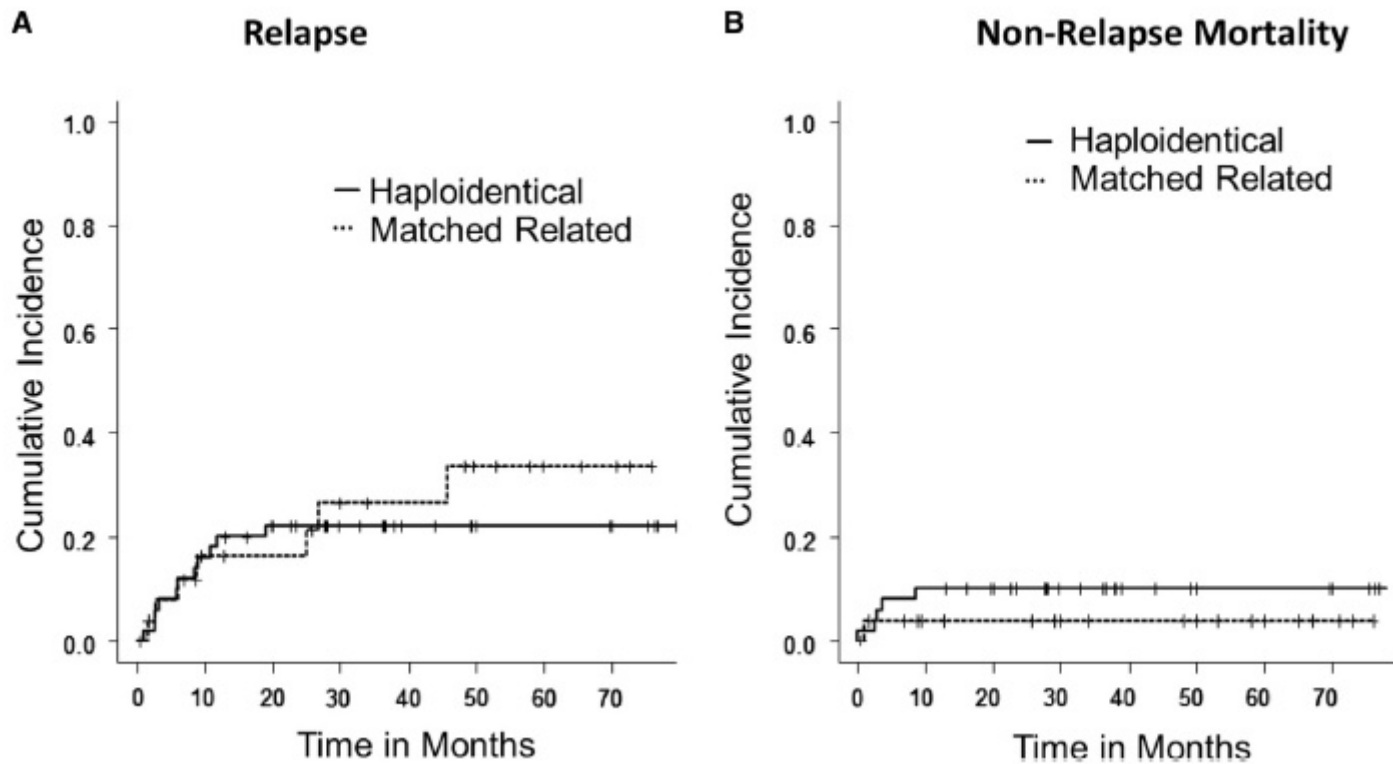 A
Relapse
1.0
0.8
0.6
0.4
0.2
0.0
Cumulative Incidence
Haploidentical
Matched Related
0 10 20 30 40 50 60 70
Time in Months
B
Non-Relapse Mortality
1.0
0.8
0.6
0.4
0.2
0.0
Cumulative Incidence
Haploidentical
Matched Related
0 10 20 30 40 50 60 70
Time in Months